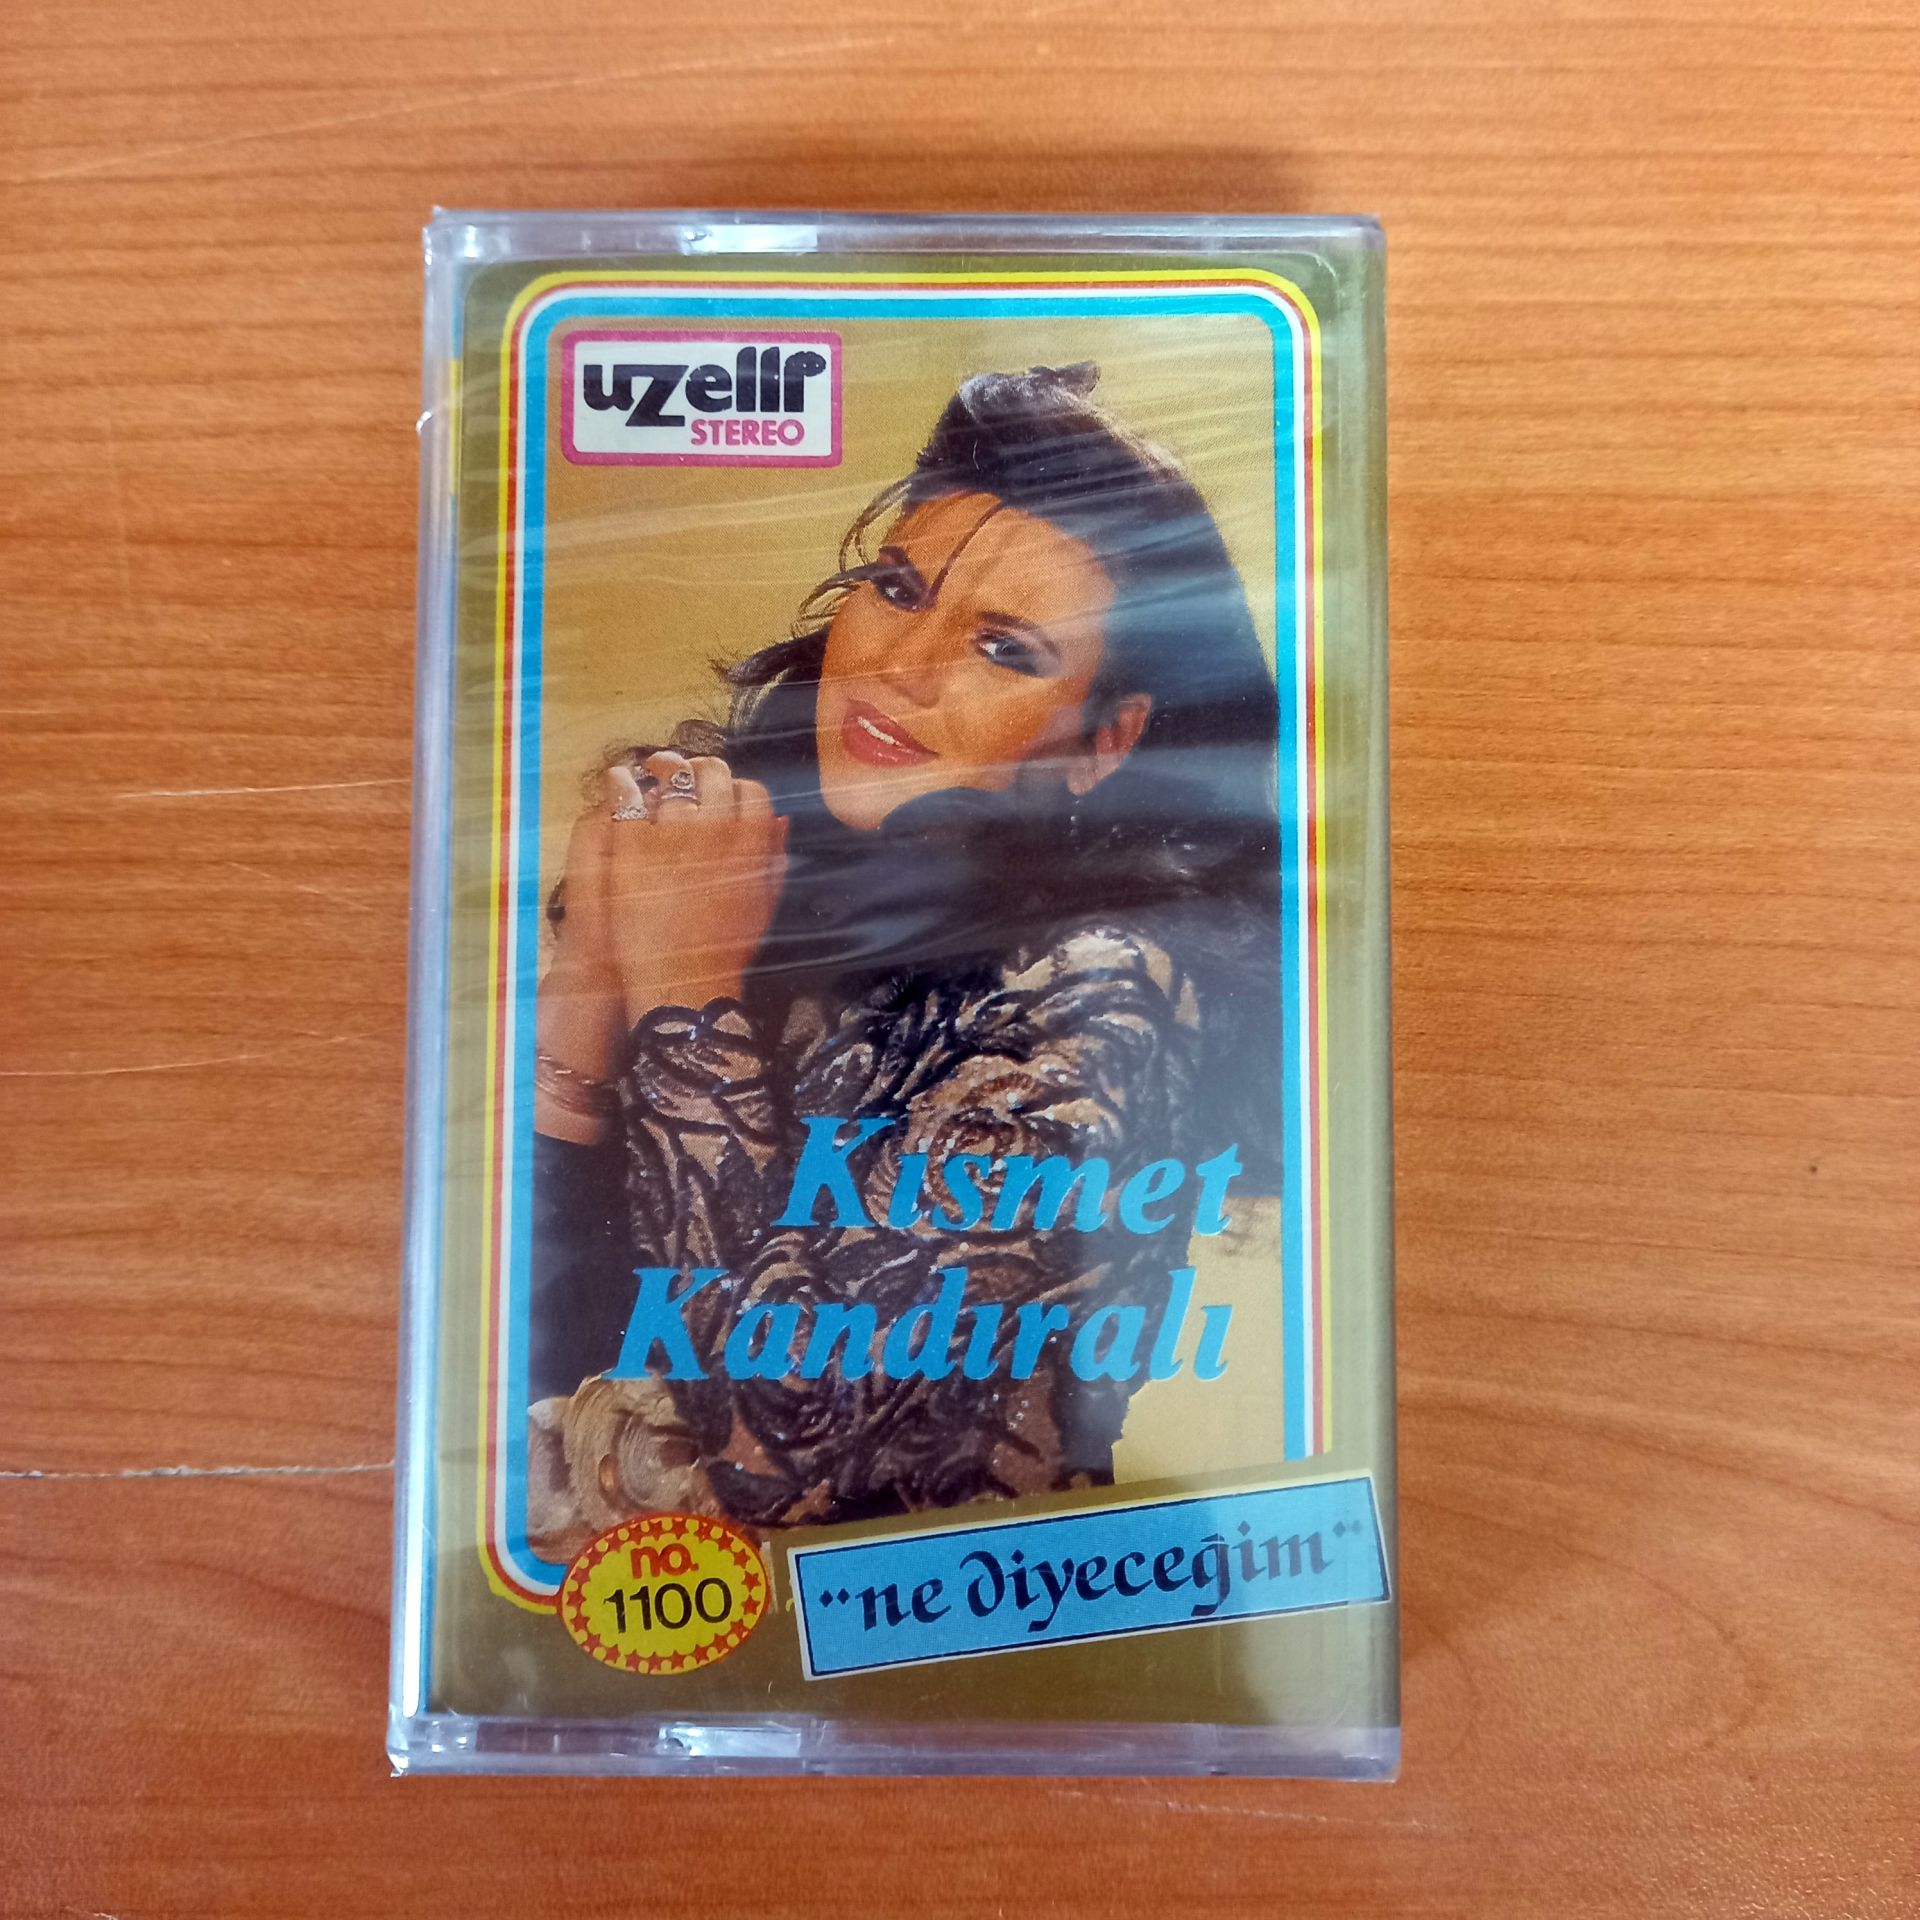 uzelli
STEREO
Kısmet
Kandıralı
no.
1100
"ne diyeceğim"